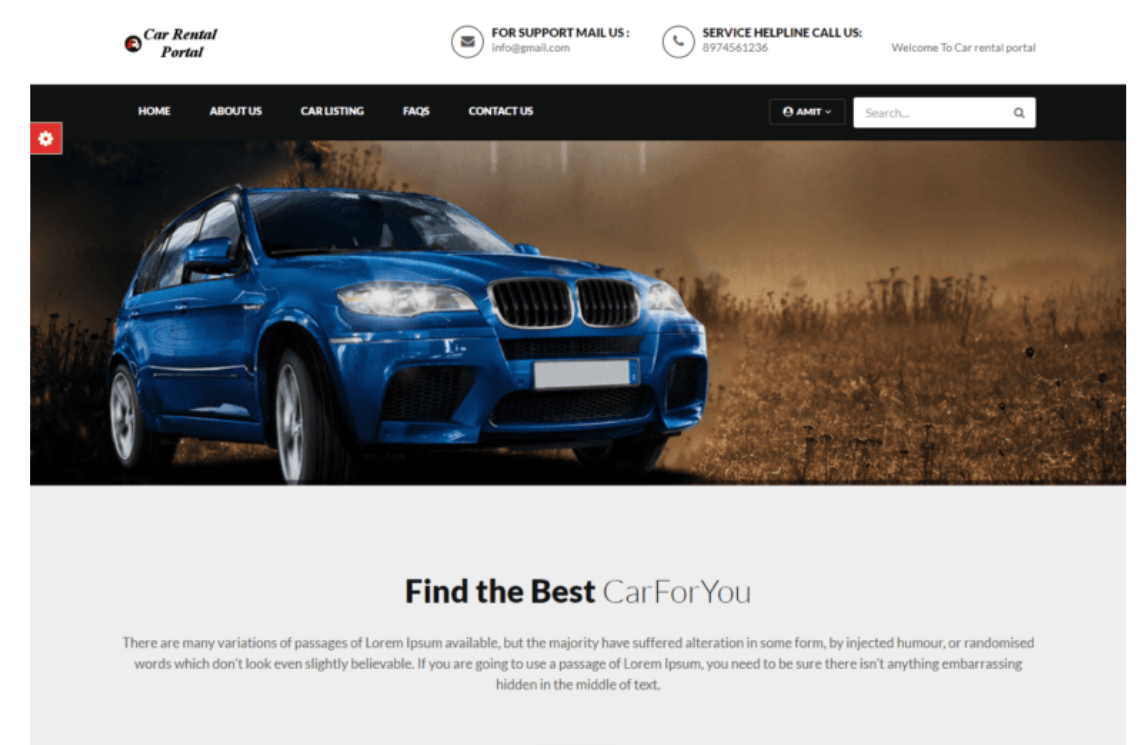 Car Rental
Portal
FOR SUPPORT MAIL US :
info@gmail.com
SERVICE HELPLINE CALL US:
8974561236
Welcome To Car rental portal
HOME
ABOUT US
CAR LISTING
FAQS
CONTACT US
AMIT
Search...
Find the Best CarForYou
There are many variations of passages of Lorem Ipsum available, but the majority have suffered alteration in some form, by injected humour, or randomised
words which don't look even slightly believable. If you are going to use a passage of Lorem Ipsum, you need to be sure there isn't anything embarrassing
hidden in the middle of text.